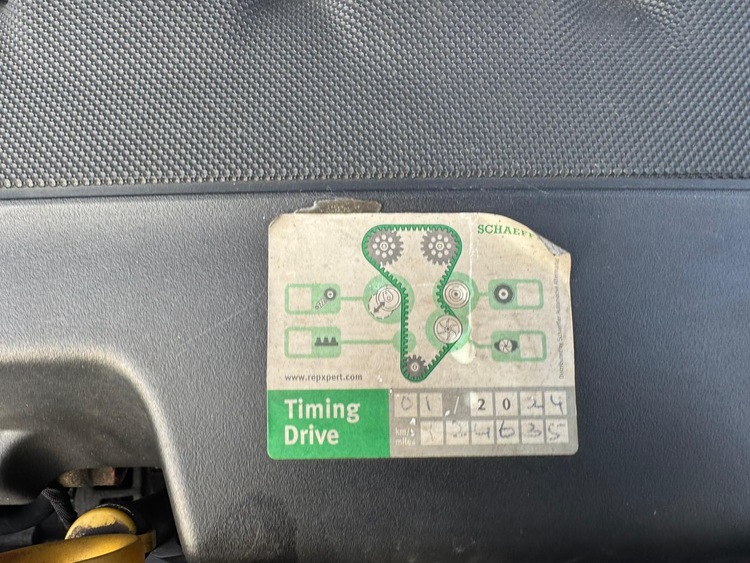 SCHAEFF
www.repxpert.com
Timing
Drive
01/2024
km/
miles
124635